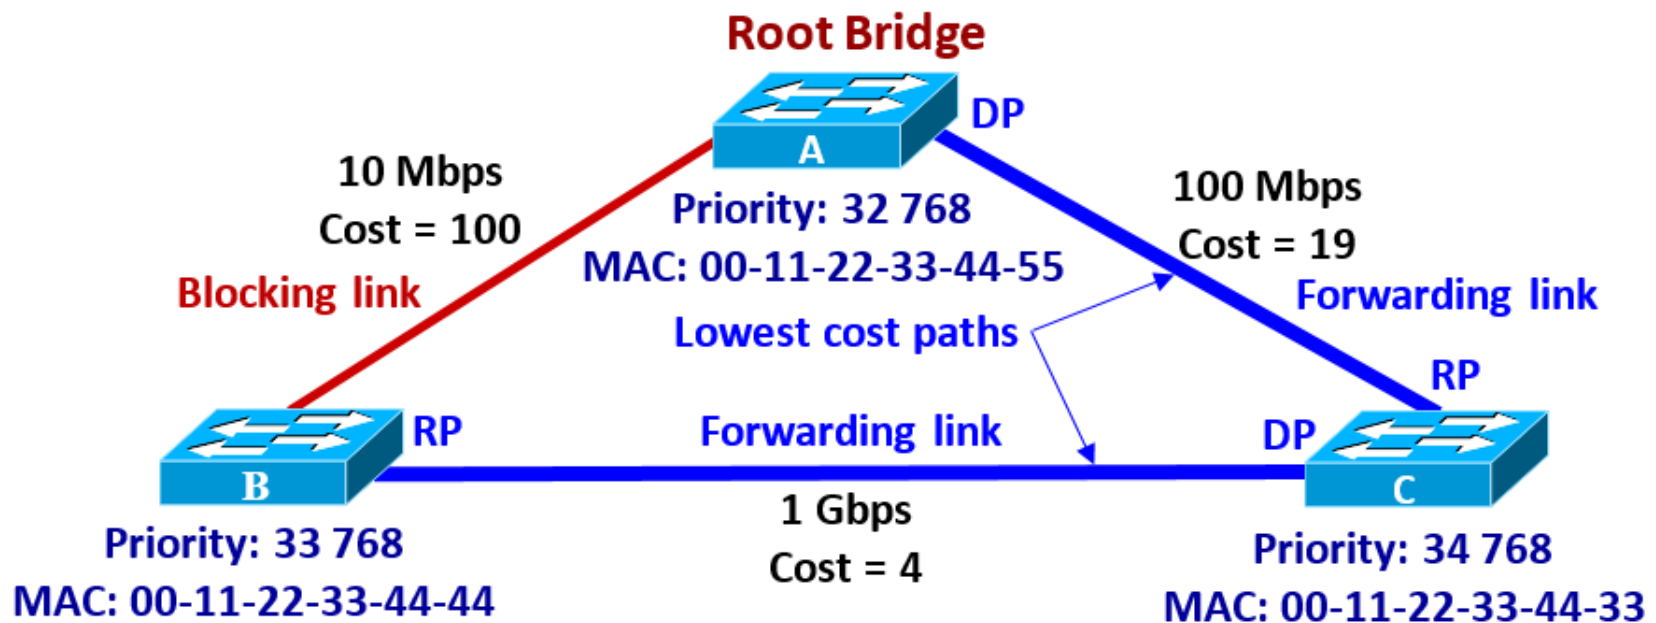 Root Bridge
DP
A
10 Mbps
Cost = 100
Blocking link
Priority: 32 768
MAC: 00-11-22-33-44-55
100 Mbps
Cost = 19
Forwarding link
Lowest cost paths
RP
RP
Forwarding link
DP
B
C
1 Gbps
Cost = 4
Priority: 33 768
MAC: 00-11-22-33-44-44
Priority: 34 768
MAC: 00-11-22-33-44-33